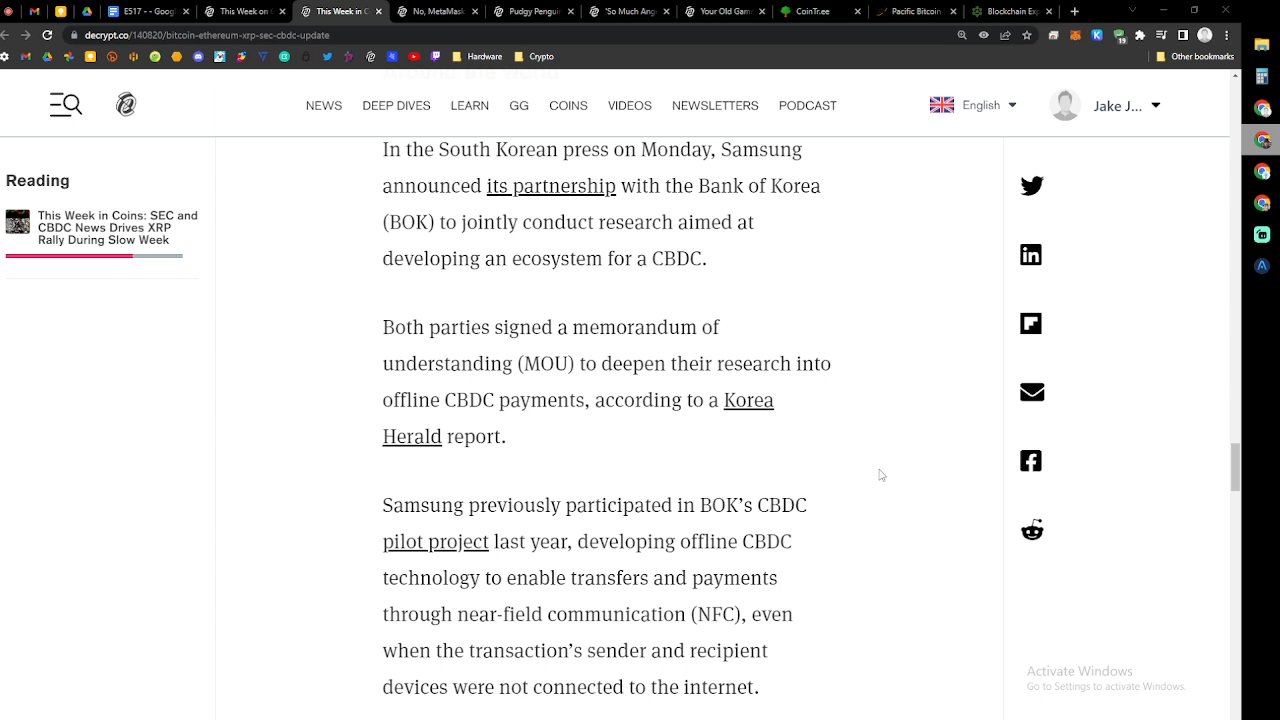 E517 - - Googl
This Week on C
This Week in C
No, MetaMask
Pudgy Penguin
'So Much Ang
Your Old Game
CoinTree
Pacific Bitcoin
Blockchain Exp
decrypt.co/140820/bitcoin-ethereum-xrp-sec-cbdc-update
Hardware
Crypto
Other bookmarks
Around the World
NEWS
DEEP DIVES
LEARN
GG
COINS
VIDEOS
NEWSLETTERS
PODCAST
English
Jake J...
Reading
This Week in Coins: SEC and
CBDC News Drives XRP
Rally During Slow Week
In the South Korean press on Monday, Samsung
announced its partnership with the Bank of Korea
(BOK) to jointly conduct research aimed at
developing an ecosystem for a CBDC.
Both parties signed a memorandum of
understanding (MOU) to deepen their research into
offline CBDC payments, according to a Korea
Herald report.
Samsung previously participated in BOK's CBDC
pilot project last year, developing offline CBDC
technology to enable transfers and payments
through near-field communication (NFC), even
when the transaction's sender and recipient
devices were not connected to the internet.
Activate Windows
Go to Settings to activate Windows.